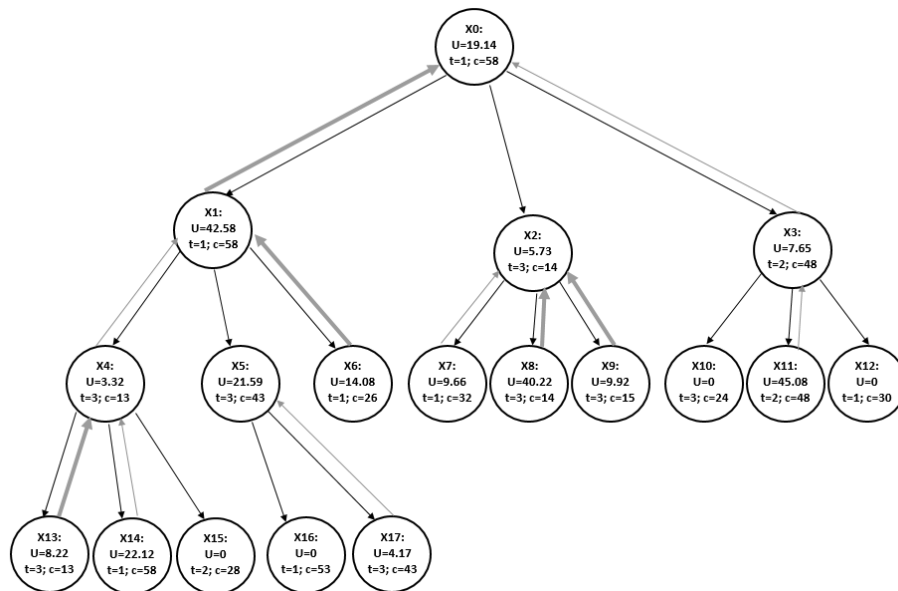 X0:
U=19.14
t=1; c=58
X1:
U=42.58
t=1; c=58
X2:
U=5.73
t=3; c=14
X3:
U=7.65
t=2; c=48
X4:
U=3.32
t=3; c=13
X5:
U=21.59
t=3; c=43
X6:
U=14.08
t=1; c=26
X7:
U=9.66
t=1; c=32
X8:
U=40.22
t=3; c=14
X9:
U=9.92
t=3; c=15
X10:
U=0
t=3; c=24
X11:
U=45.08
t=2; c=48
X12:
U=0
t=1; c=30
X13:
U=8.22
t=3; c=13
X14:
U=22.12
t=1; c=58
X15:
U=0
t=2; c=28
X16:
U=0
t=1; c=53
X17:
U=4.17
t=3; c=43